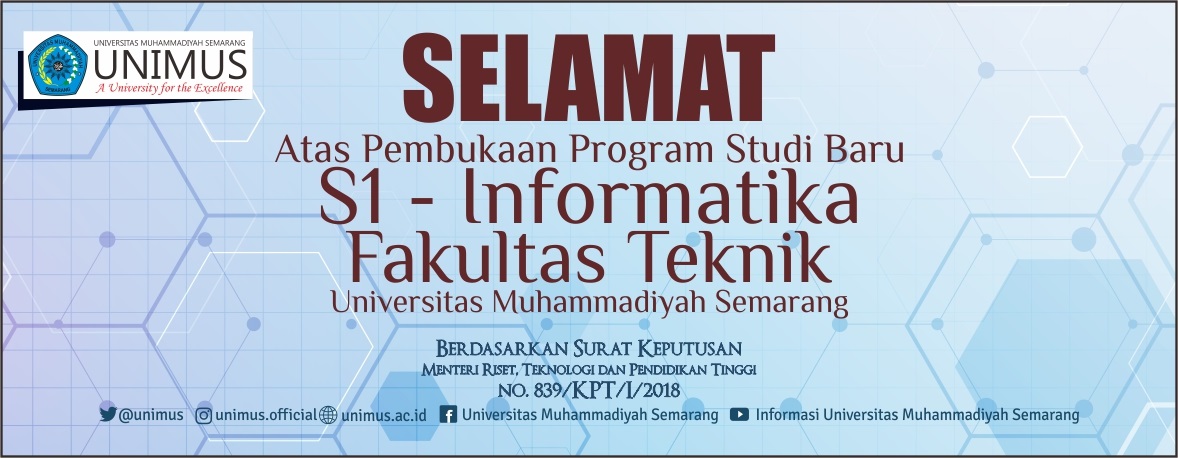 UNIVERSITAS MUHAMMADIYAH SEMARANG
UNIMUS
A University for the Excellence
SEMARANG
SELAMAT
Atas Pembukaan Program Studi Baru
S1 - Informatika
Fakultas Teknik
Universitas Muhammadiyah Semarang
Berdasarkan Surat Keputusan
Menteri Riset, Teknologi dan Pendidikan Tinggi
NO. 839/KPT/I/2018
@unimus unimus.official unimus.ac.id Universitas Muhammadiyah Semarang Informasi Universitas Muhammadiyah Semarang